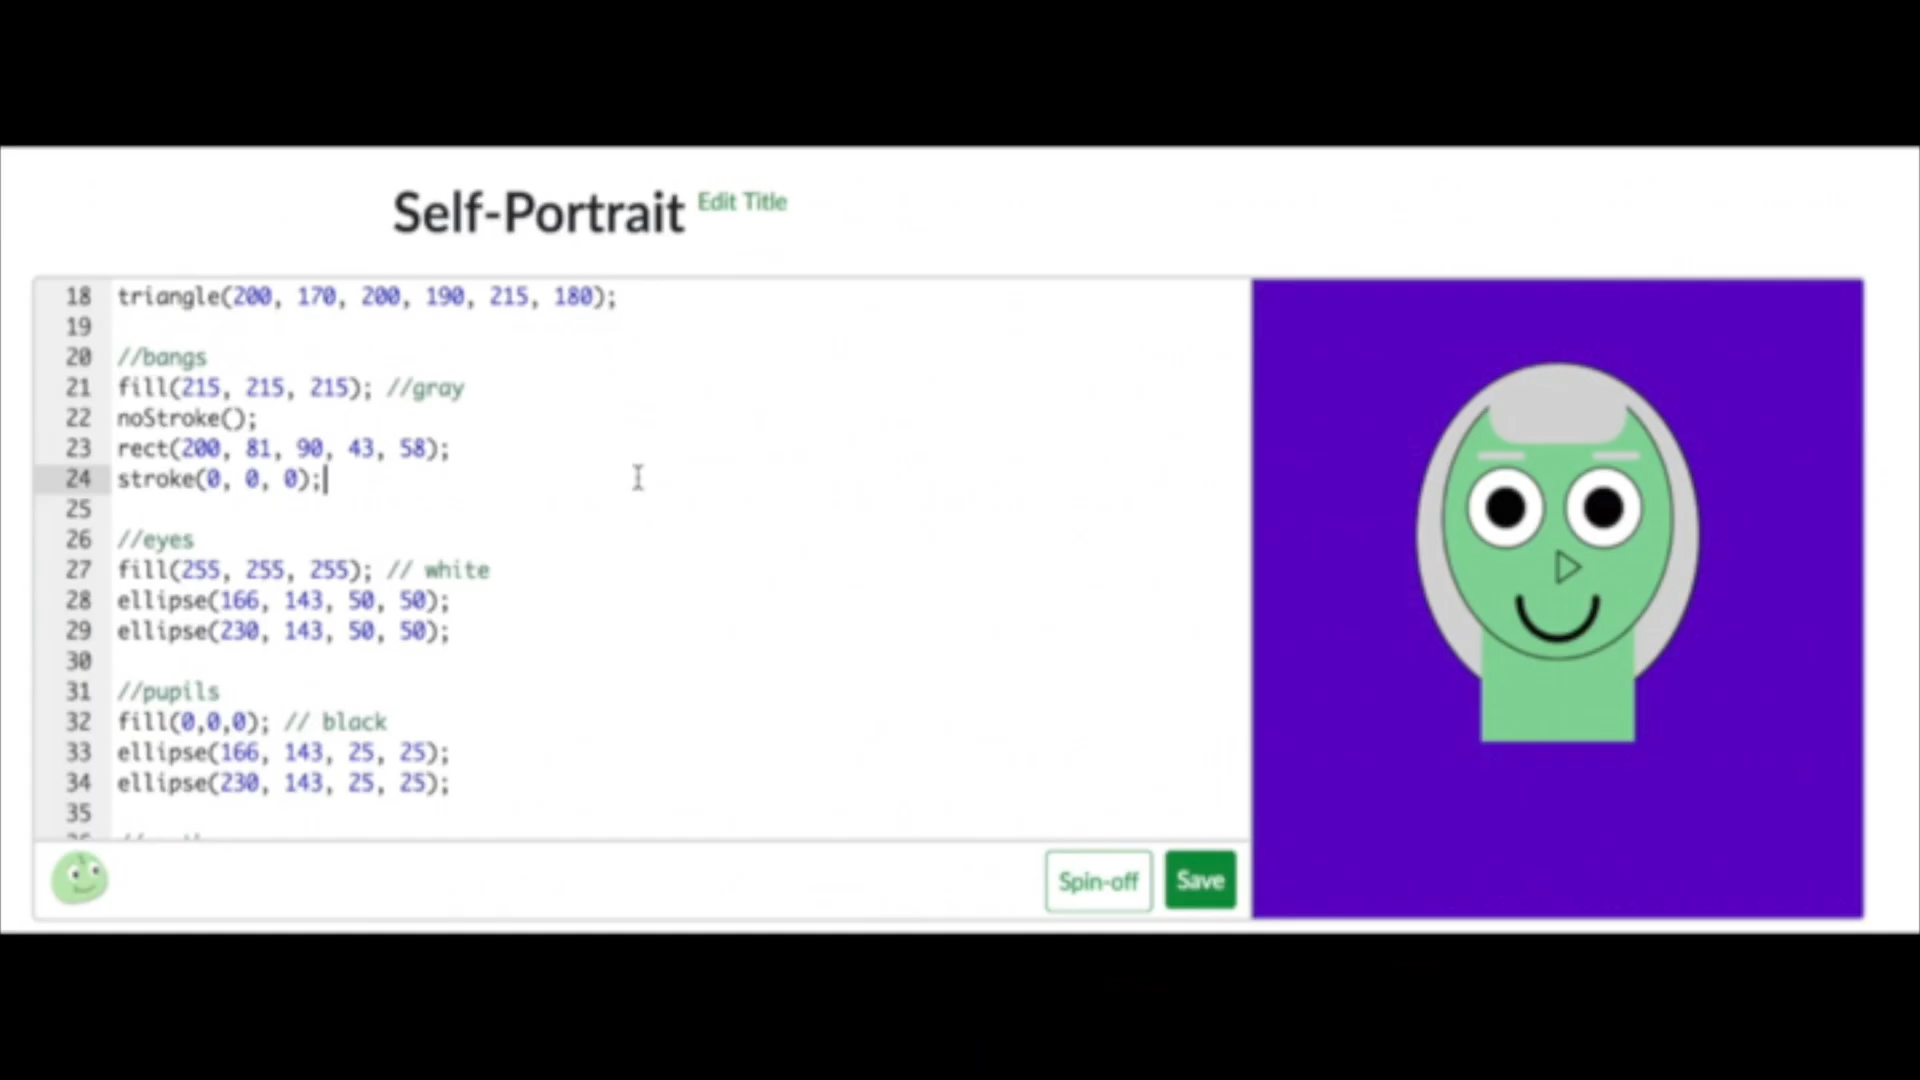 Self-Portrait Edit Title
18 triangle(200, 170, 200, 190, 215, 180);
19
20 //bangs
21 fill(215, 215, 215); //gray
22 noStroke();
23 rect(200, 81, 90, 43, 58);
24 stroke(0, 0, 0);
25
26 //eyes
27 fill(255, 255, 255); // white
28 ellipse(166, 143, 50, 50);
29 ellipse(230, 143, 50, 50);
30
31 //pupils
32 fill(0,0,0); // black
33 ellipse(166, 143, 25, 25);
34 ellipse(230, 143, 25, 25);
35
Spin-off
Save